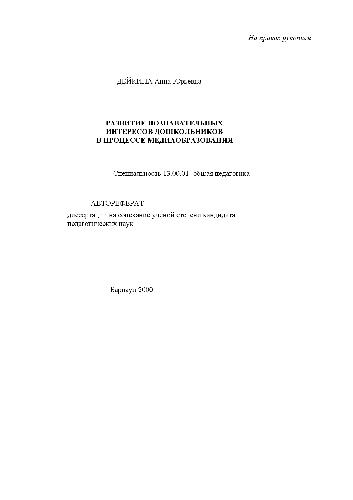 На правах рукописи
ДЕЙКИНА Анна Юрьевна
РАЗВИТИЕ ПОЗНАВАТЕЛЬНЫХ
ИНТЕРЕСОВ ДОШКОЛЬНИКОВ
В ПРОЦЕССЕ МЕДИАОБРАЗОВАНИЯ
Специальность 13.00.01 общая педагогика
АВТОРЕФЕРАТ
диссертации на соискание ученой степени кандидата
педагогических наук
Барнаул 2000